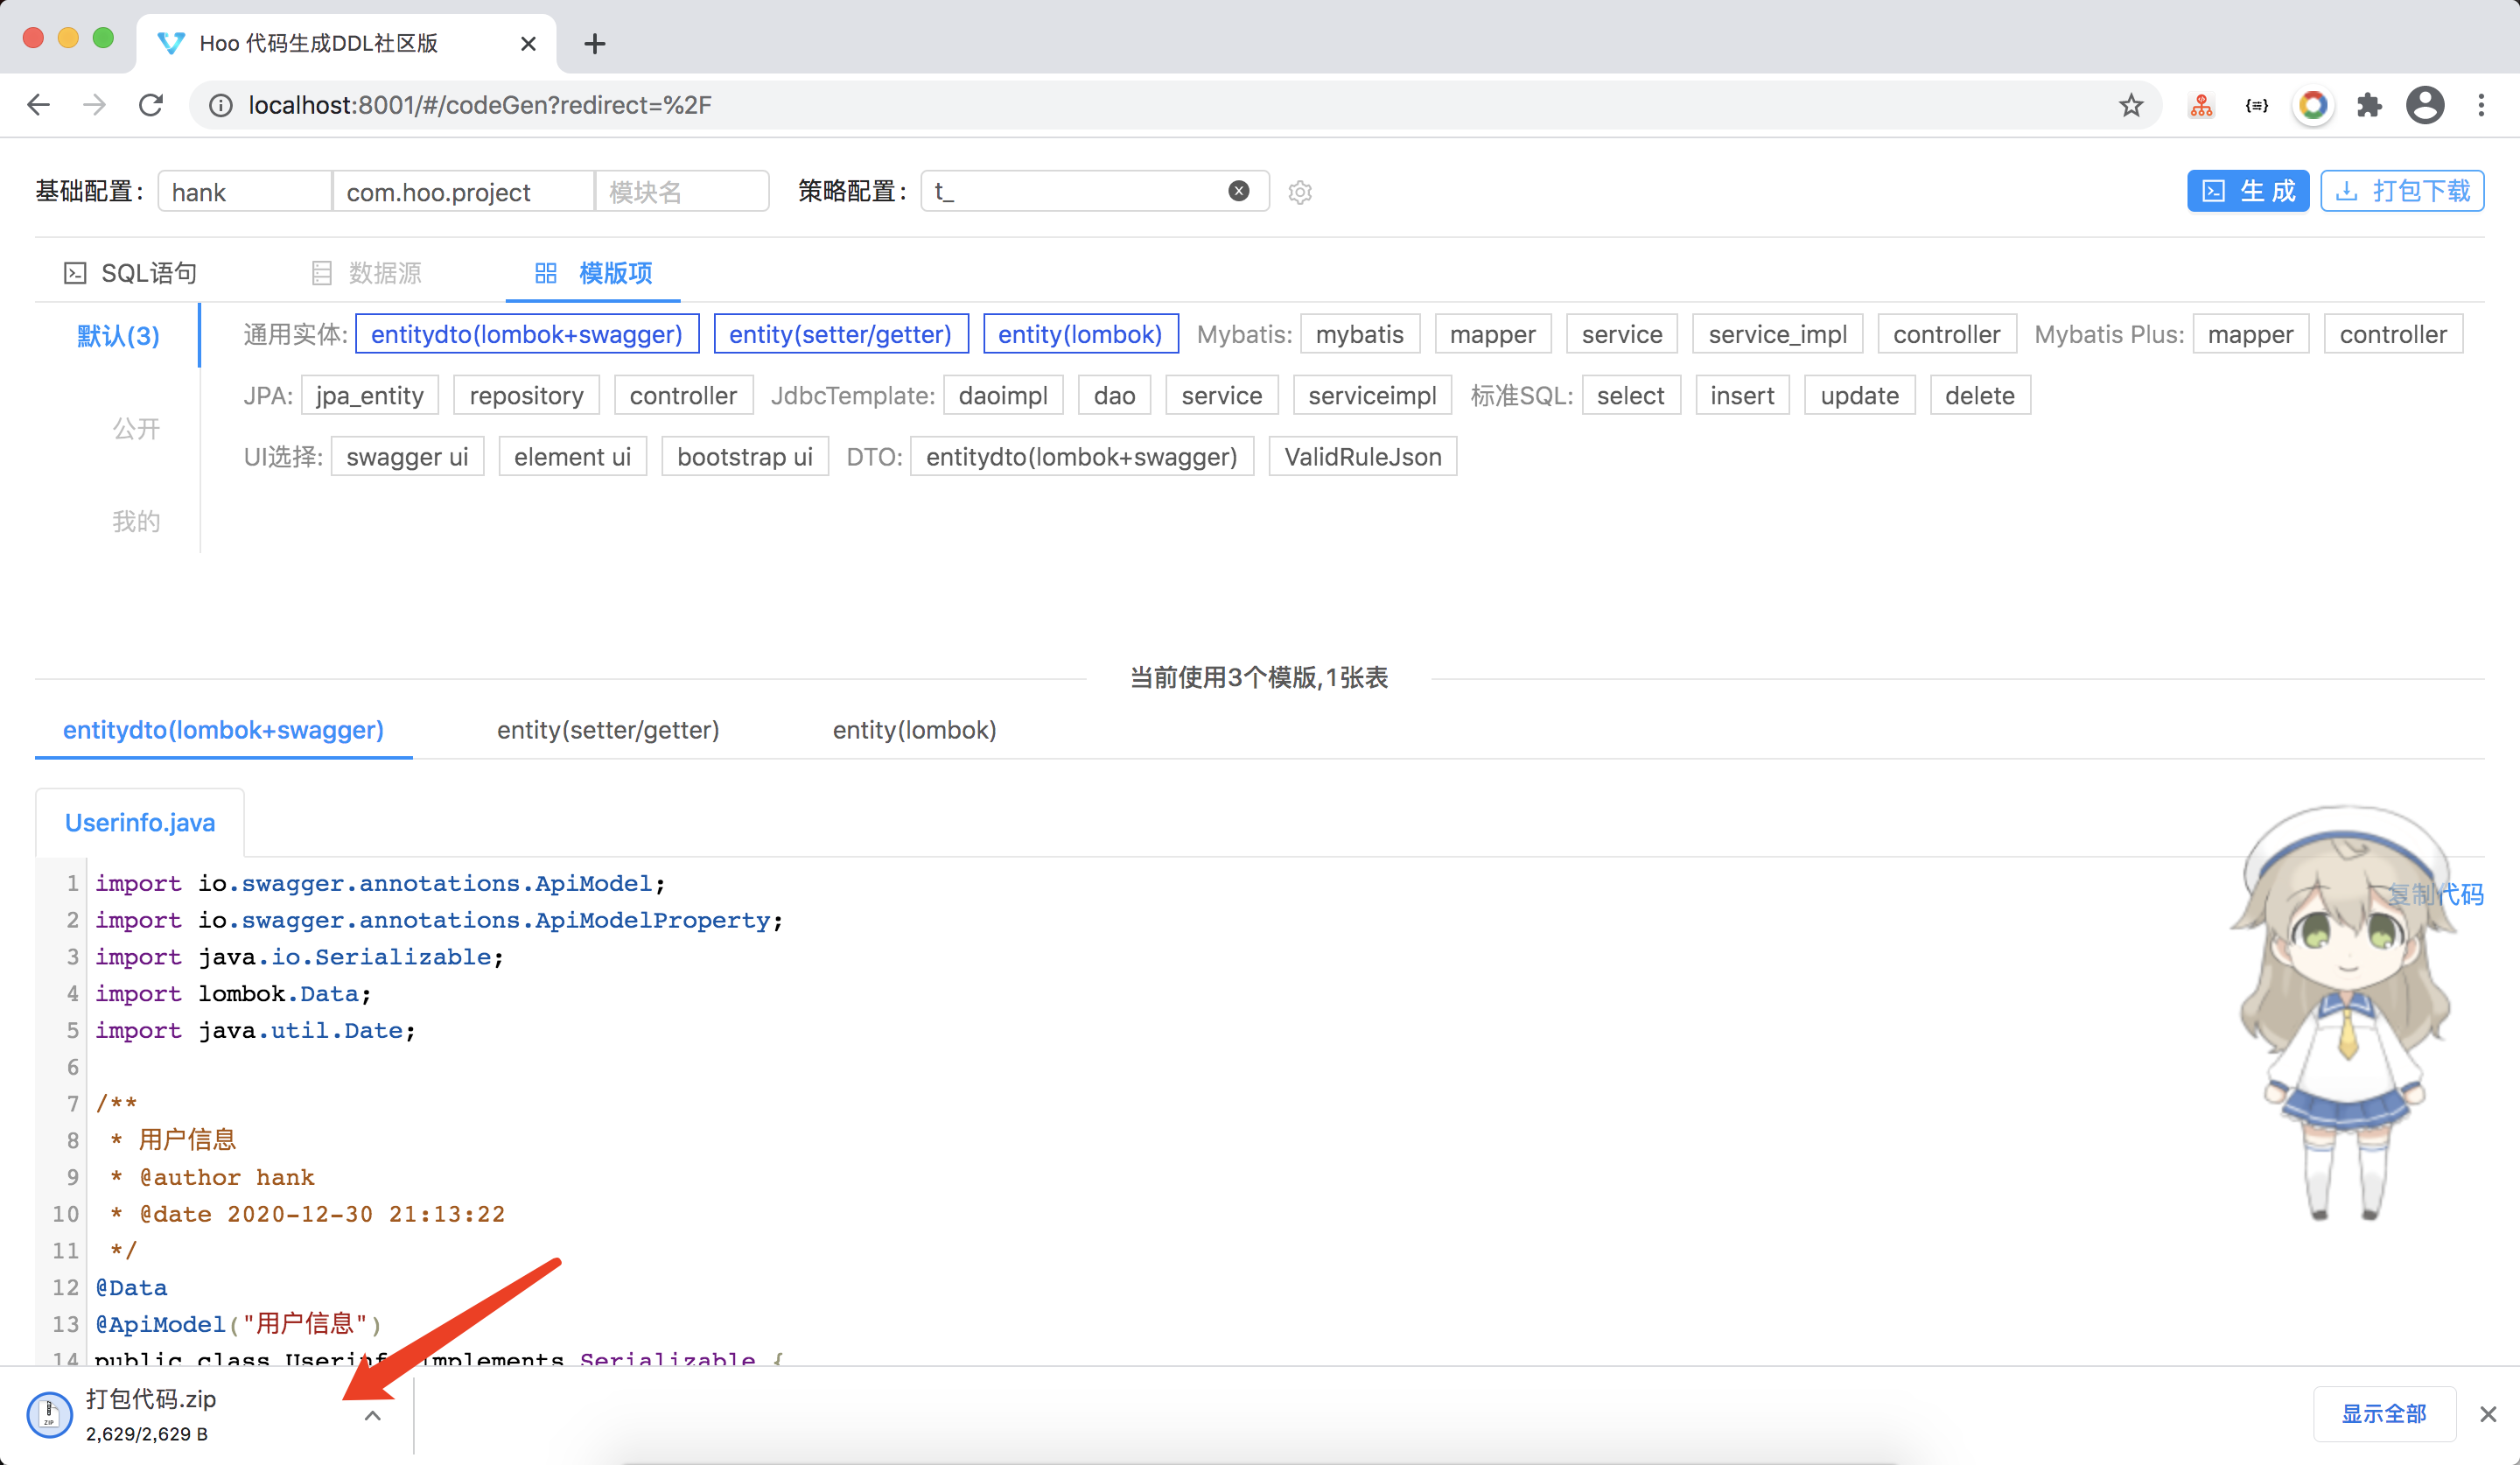 Hoo 代码生成DDL社区版
localhost:8001/#/codeGen?redirect=%2F
基础配置: hank com.hoo.project 模块名 策略配置: t_ 生 成 打包下载
SQL语句 数据源 模版项
默认(3)
公开
我的
通用实体: entitydto(lombok+swagger) entity(setter/getter) entity(lombok) Mybatis: mybatis mapper service service_impl controller Mybatis Plus: mapper controller
JPA: jpa_entity repository controller JdbcTemplate: daoimpl dao service serviceimpl 标准SQL: select insert update delete
UI选择: swagger ui element ui bootstrap ui DTO: entitydto(lombok+swagger) ValidRuleJson
当前使用3个模版,1张表
entitydto(lombok+swagger) entity(setter/getter) entity(lombok)
Userinfo.java
复制代码
1 import io.swagger.annotations.ApiModel;
2 import io.swagger.annotations.ApiModelProperty;
3 import java.io.Serializable;
4 import lombok.Data;
5 import java.util.Date;
6
7 /**
8 * 用户信息
9 * @author hank
10 * @date 2020-12-30 21:13:22
11 */
12 @Data
13 @ApiModel("用户信息")
14 public class Userinfo implements Serializable {
打包代码.zip
2,629/2,629 B
显示全部